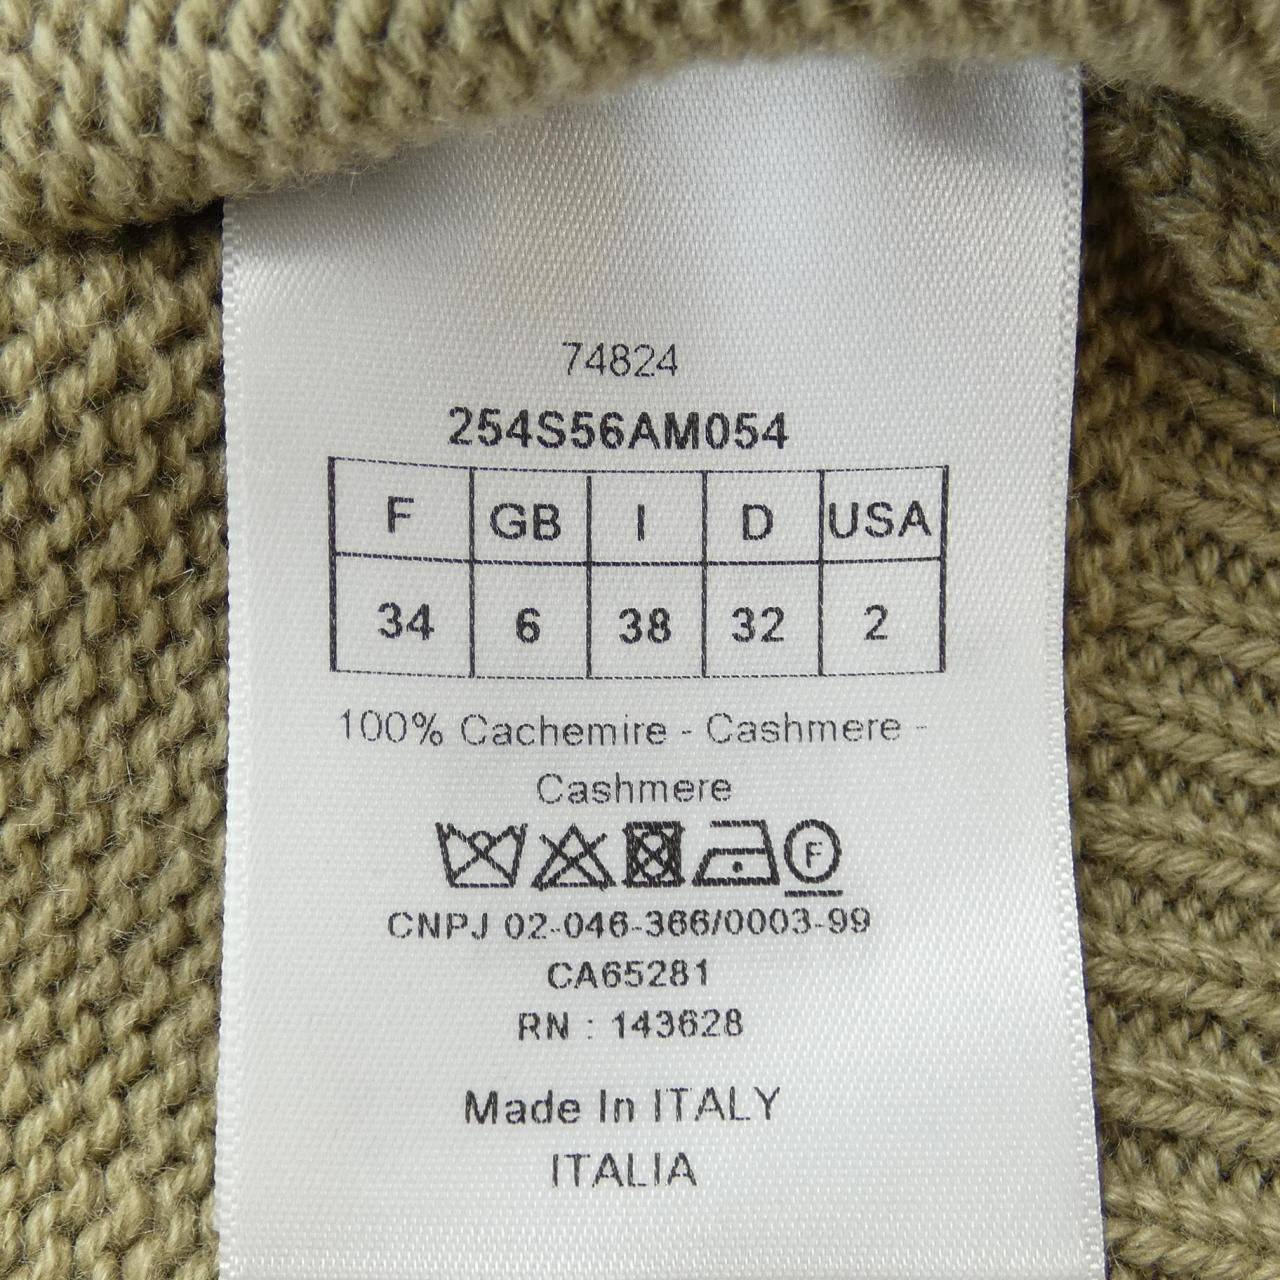 74824
254S56AM054
F GB I D USA
34 6 38 32 2
100% Cachemire - Cashmere -
Cashmere
F
CNPJ 02-046-366/0003-99
CA65281
RN : 143628
Made In ITALY
ITALIA